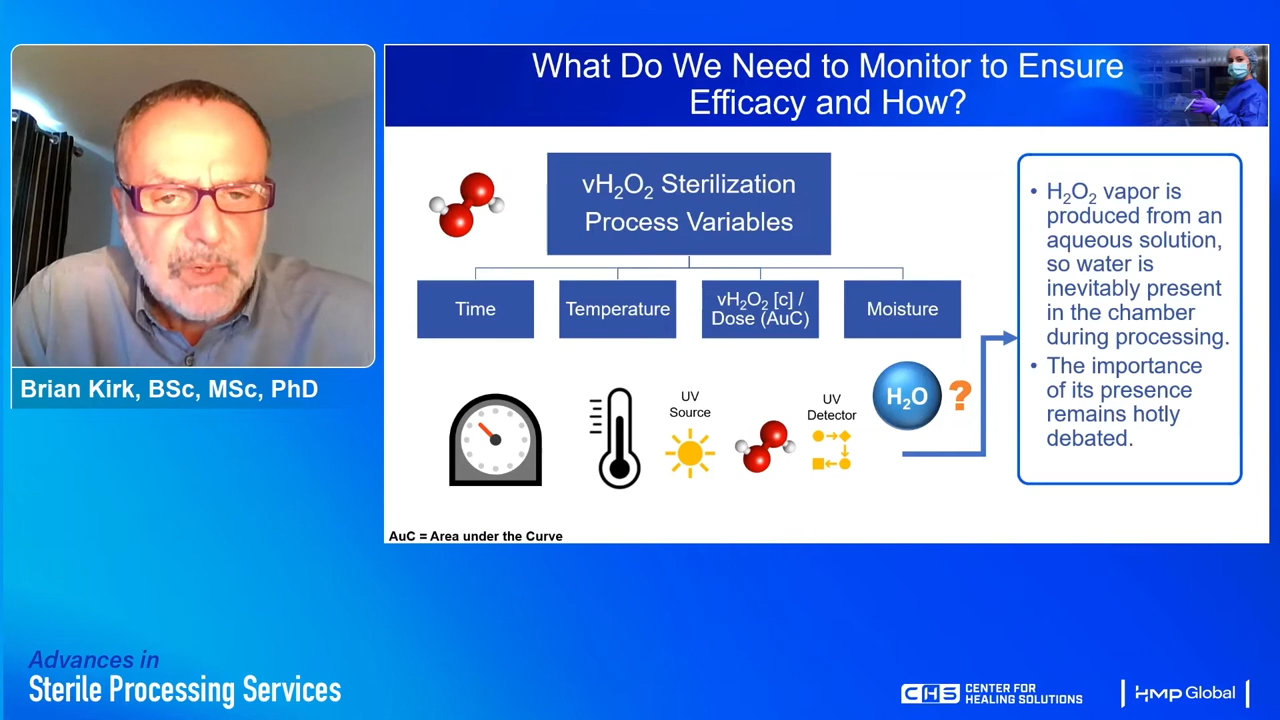 What Do We Need to Monitor to Ensure
Efficacy and How?
vH₂O₂ Sterilization
Process Variables
Time
Temperature
vH₂O₂ [c] /
Dose (AuC)
Moisture
UV
Source
UV
Detector
H₂O
?
• H₂O₂ vapor is
produced from an
aqueous solution,
so water is
inevitably present
in the chamber
during processing.
• The importance
of its presence
remains hotly
debated.
AuC = Area under the Curve
Brian Kirk, BSc, MSc, PhD
Advances in
Sterile Processing Services
CHS
CENTER FOR
HEALING SOLUTIONS
HMP Global